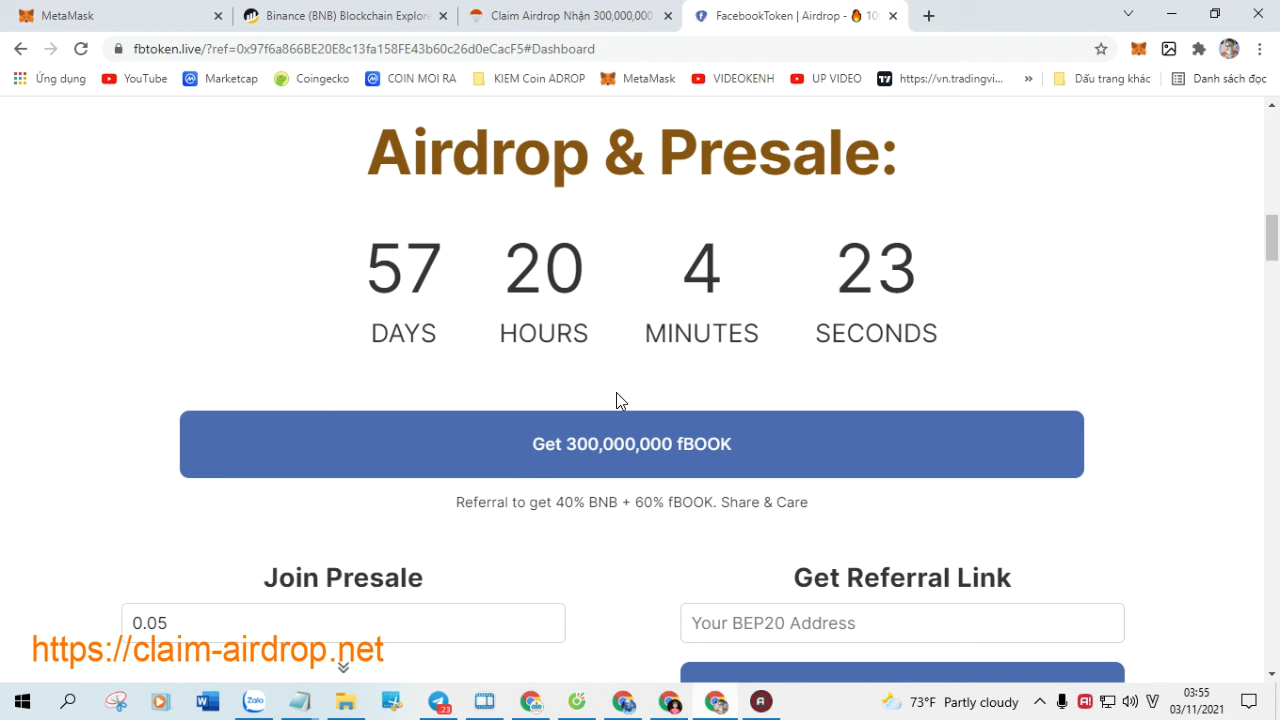 MetaMask
Binance (BNB) Blockchain Explore
Claim Airdrop Nhận 300,000,000
FacebookToken | Airdrop - 🔥 10
fbtoken.live/?ref=0x97f6a866BE20E8c13fa158FE43b60c26d0eCacF5#Dashboard
Ứng dụng YouTube Marketcap Coingecko COIN MOI RA KIEM Coin ADROP MetaMask VIDEOKENH UP VIDEO https://vn.tradingvi... » Dấu trang khác Danh sách đọc
Airdrop & Presale:
57 20 4 23
DAYS HOURS MINUTES SECONDS
Get 300,000,000 fBOOK
Referral to get 40% BNB + 60% fBOOK. Share & Care
Join Presale
0.05
Get Referral Link
Your BEP20 Address
https://claim-airdrop.net
Zalo
23
73°F Partly cloudy
03:55
03/11/2021